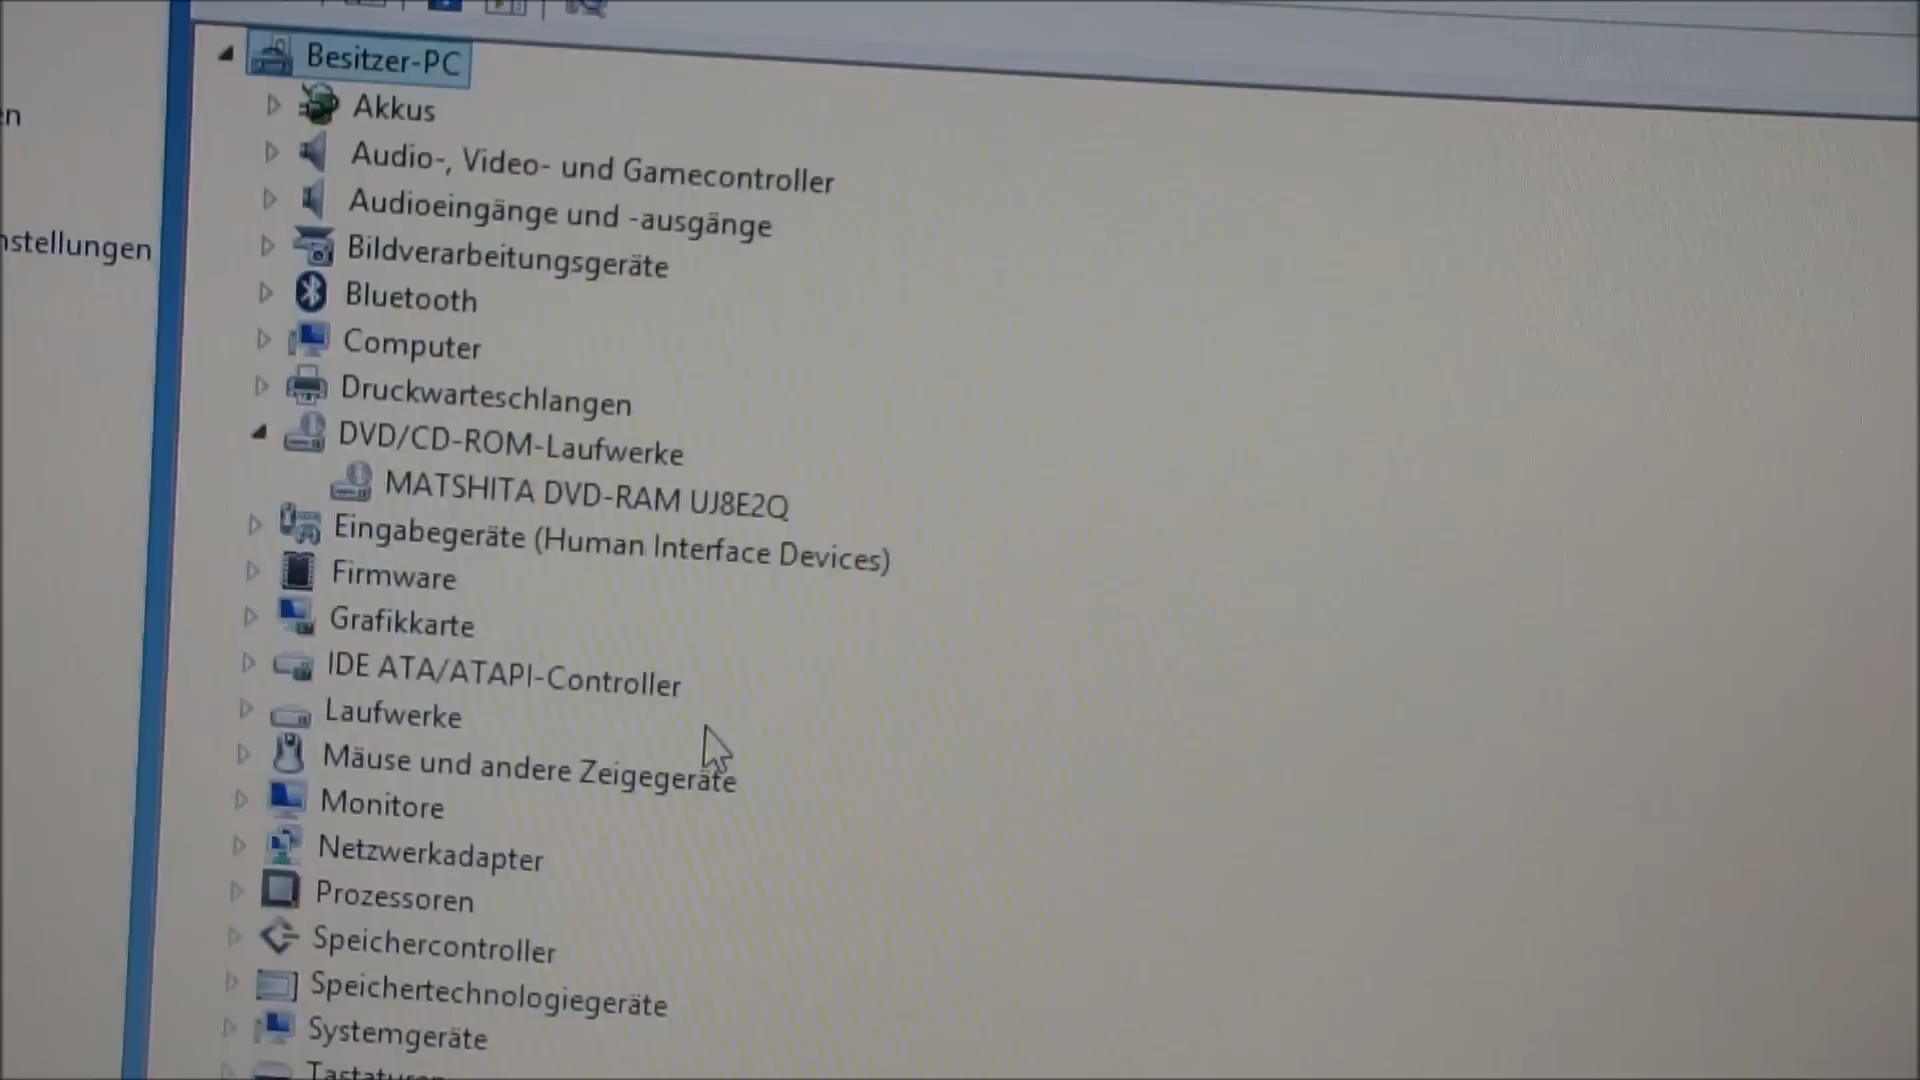 Besitzer-PC
Akkus
Audio-, Video- und Gamecontroller
Audioeingänge und -ausgänge
Bildverarbeitungsgeräte
nstellungen
Bluetooth
Computer
Druckwarteschlangen
DVD/CD-ROM-Laufwerke
MATSHITA DVD-RAM UJ8E2Q
Eingabegeräte (Human Interface Devices)
Firmware
Grafikkarte
IDE ATA/ATAPI-Controller
Laufwerke
Mäuse und andere Zeigegeräte
Monitore
Netzwerkadapter
Prozessoren
Speichercontroller
Speichertechnologiegeräte
Systemgeräte
Tastaturen